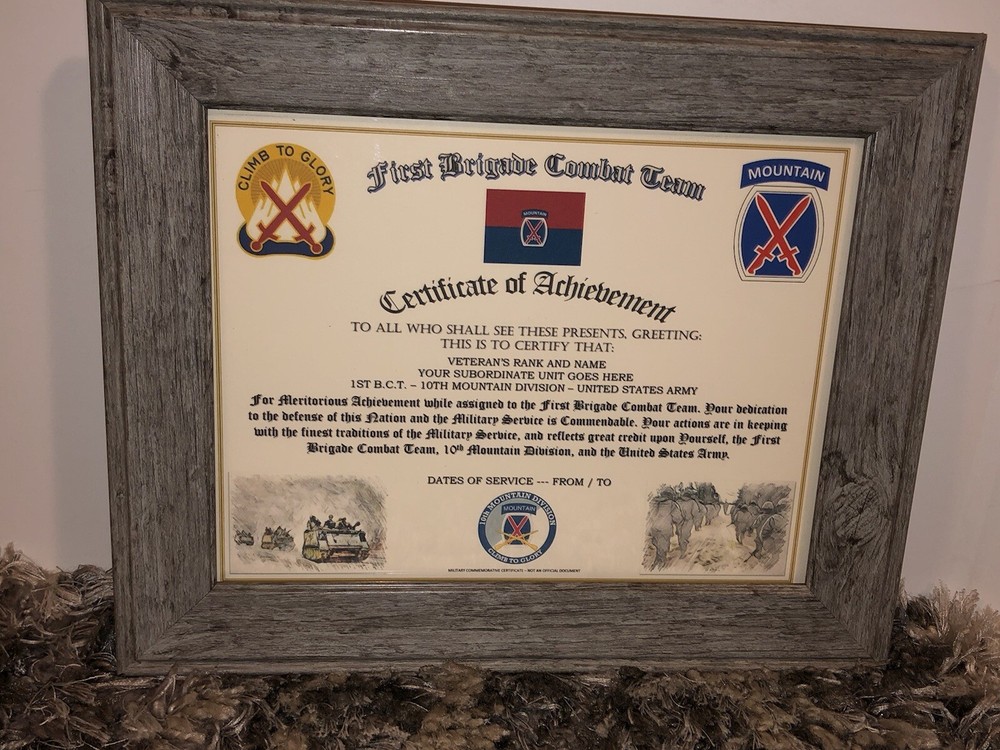 CLIMB TO GLORY
First Brigade Combat Team
MOUNTAIN
MOUNTAIN
Certificate of Achievement
TO ALL WHO SHALL SEE THESE PRESENTS, GREETING:
THIS IS TO CERTIFY THAT:
VETERAN'S RANK AND NAME
YOUR SUBORDINATE UNIT GOES HERE
1ST B.C.T. – 10TH MOUNTAIN DIVISION – UNITED STATES ARMY
For Meritorious Achievement while assigned to the First Brigade Combat Team. Your dedication
to the defense of this Nation and the Military Service is Commendable. Your actions are in keeping
with the finest traditions of the Military Service, and reflects great credit upon Yourself, the First
Brigade Combat Team, 10th Mountain Division, and the United States Army.
DATES OF SERVICE --- FROM / TO
10th MOUNTAIN DIVISION
MOUNTAIN
CLIMB TO GLORY
MILITARY COMMEMORATIVE CERTIFICATE - NOT AN OFFICIAL DOCUMENT